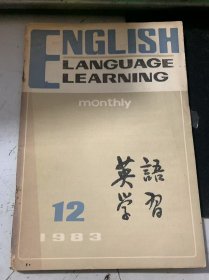 ENGLISH
LANGUAGE
LEARNING
monthly
英語
学習
12
1983